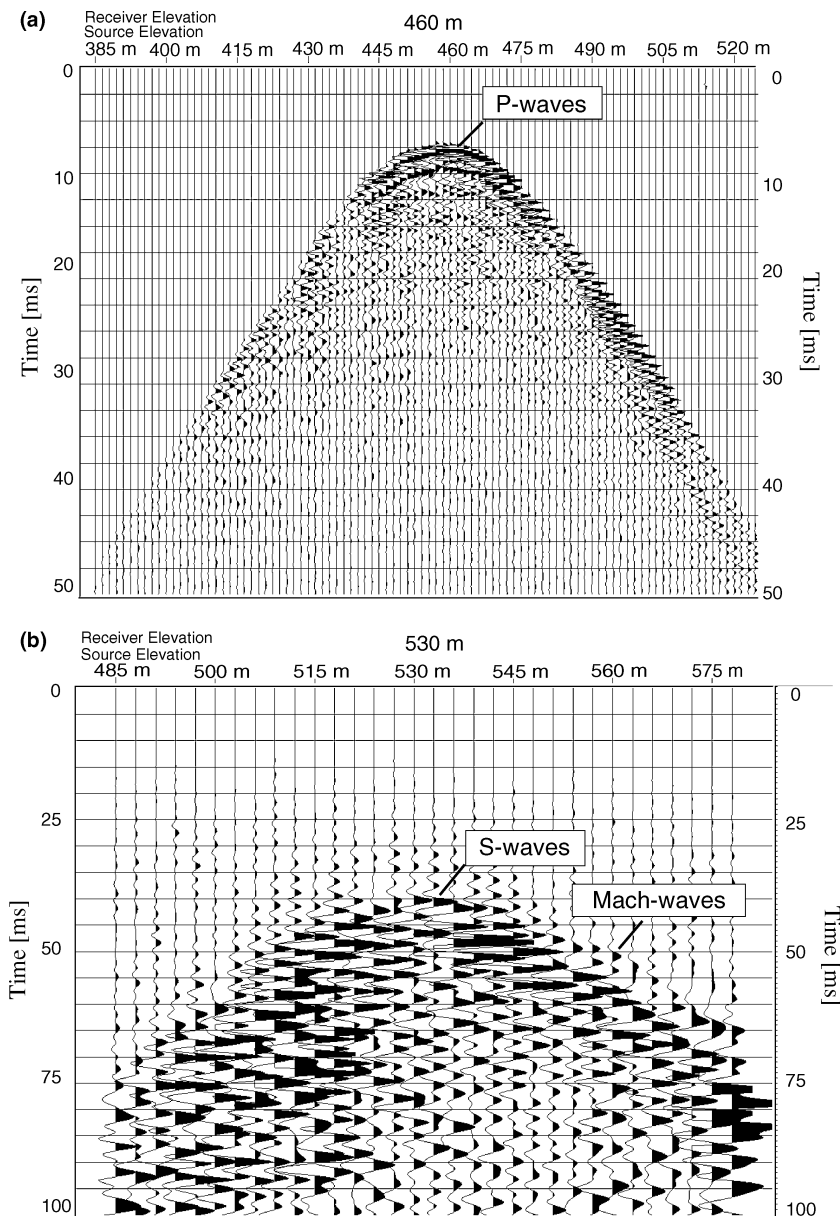 (a)
Receiver Elevation
Source Elevation
460 m
385 m 400 m 415 m 430 m 445 m 460 m 475 m 490 m 505 m 520 m
P-waves
0
10
20
30
40
50
Time [ms]
0
10
20
30
40
50
Time [ms]
(b)
Receiver Elevation
Source Elevation
530 m
485 m 500 m 515 m 530 m 545 m 560 m 575 m
S-waves
Mach-waves
0
25
50
75
100
Time [ms]
0
25
50
75
100
Time [ms]